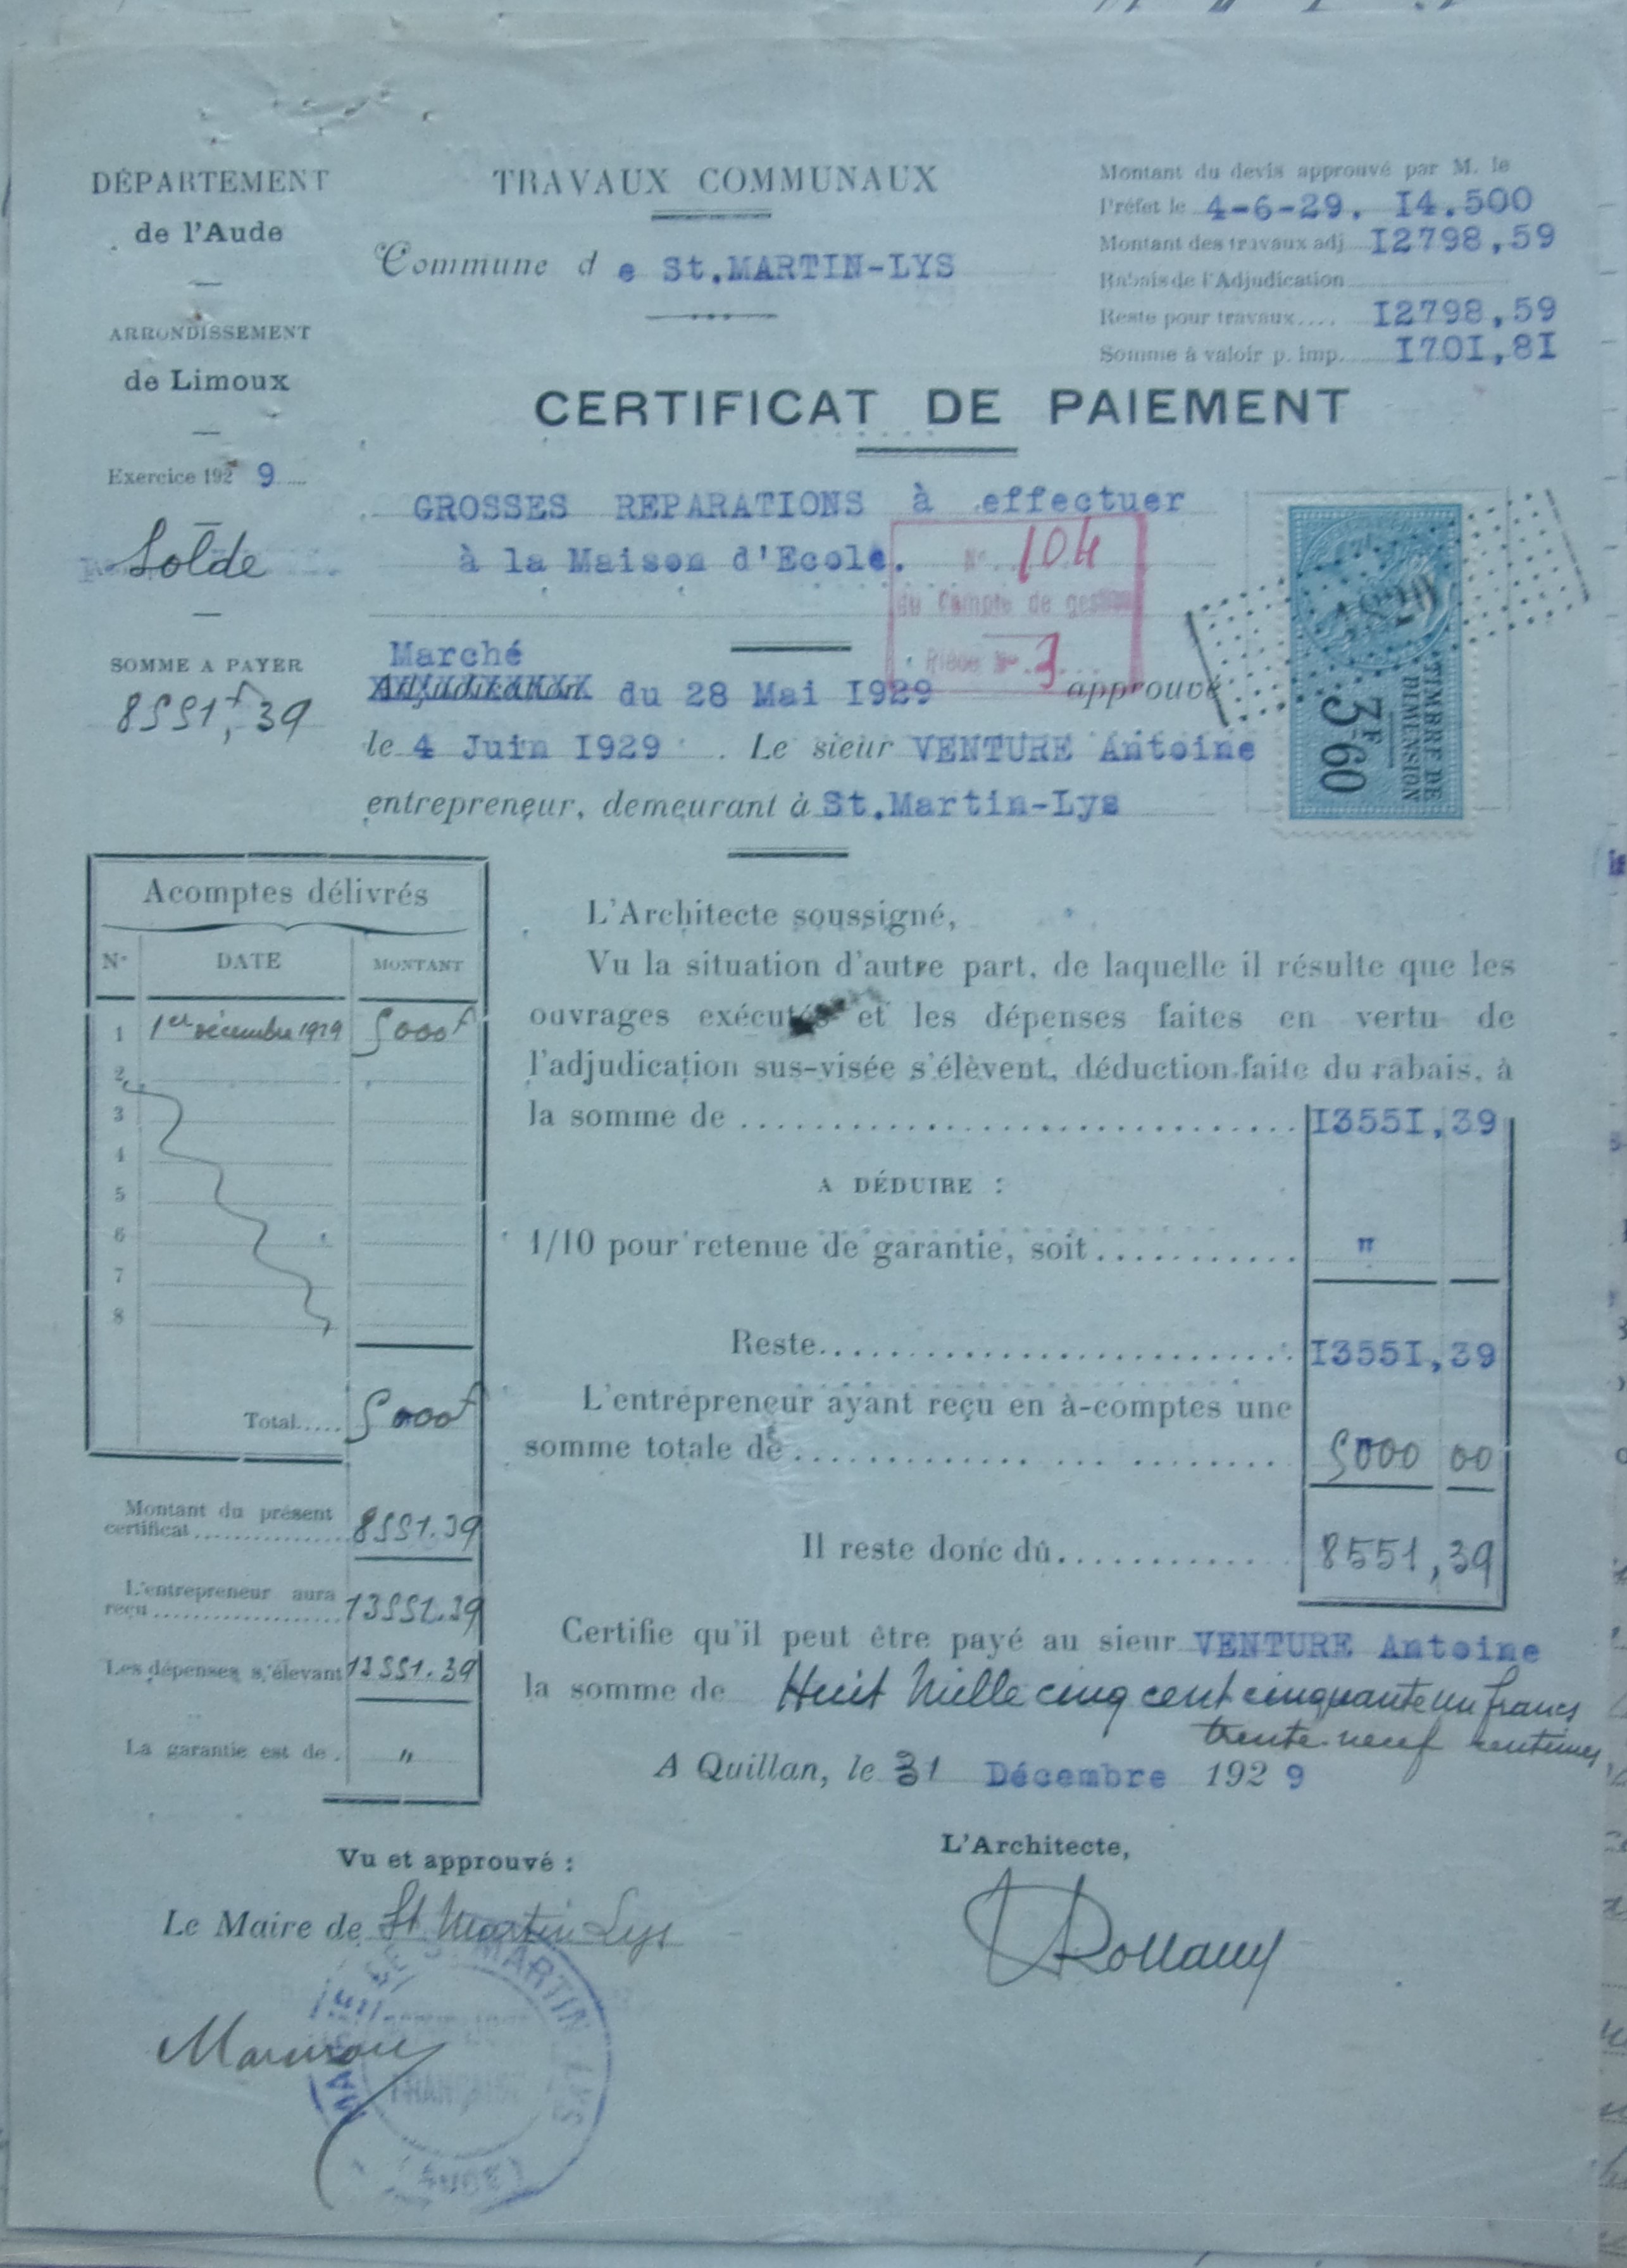 DÉPARTEMENT
de l'Aude
ARRONDISSEMENT
de Limoux
Exercice 192 9
Solde
SOMME A PAYER
8551f,39
TRAVAUX COMMUNAUX
Commune d e St.MARTIN-LYS
Montant du devis approuvé par M. le
Préfet le 4-6-29. I4.500
Montant des travaux adj I2798,59
Rabais de l'Adjudication
Reste pour travaux.... I2798,59
Somme à valoir p. imp. I70I,8I
CERTIFICAT DE PAIEMENT
GROSSES REPARATIONS à effectuer
à la Maison d'Ecole.
N° 104
du Compte de gestion
Pièce N° 3
TIMBRE DE
DIMENSION
3F60
Marché
Adjudication du 28 Mai I929 approuvé
le 4 Juin I929 . Le sieur VENTURE Antoine
entrepreneur, demeurant à St.Martin-Lys
Acomptes délivrés
N° DATE MONTANT
1 1er décembre 1929 5000f
2
3
4
5
6
7
8
Total..... 5000f
Montant du présent
certificat................ 8551.39
L'entrepreneur aura
reçu.................... 13551.39
Les dépenses s'élevant 13551.39
La garantie est de . "
L'Architecte soussigné,
Vu la situation d'autre part, de laquelle il résulte que les
ouvrages exécutés et les dépenses faites en vertu de
l'adjudication sus-visée s'élèvent, déduction faite du rabais, à
la somme de ................................ I355I,39
A DÉDUIRE :
1/10 pour retenue de garantie, soit............ "
Reste........................... I355I,39
L'entrepreneur ayant reçu en à-comptes une
somme totale de.............. ... ......... 5000 00
Il reste donc dû............ 8551,39
Certifie qu'il peut être payé au sieur VENTURE Antoine
la somme de Huit Mille cinq cent cinquante un francs
trente-neuf centimes
A Quillan, le 31 Décembre 192 9
Vu et approuvé :
Le Maire de St Martin Lys
L'Architecte,
MARTIN
LYS
FRANÇAISE
(AUDE)